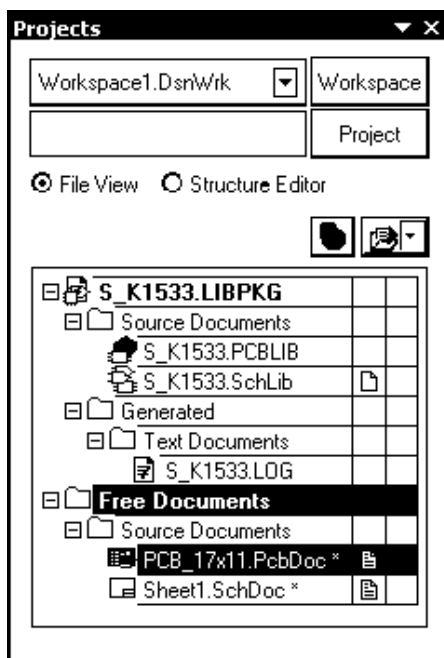 Projects
Workspace1.DsnWrk Workspace
Project
File View Structure Editor
S_K1533.LIBPKG
Source Documents
S_K1533.PCBLIB
S_K1533.SchLib
Generated
Text Documents
S_K1533.LOG
Free Documents
Source Documents
PCB_17x11.PcbDoc *
Sheet1.SchDoc *